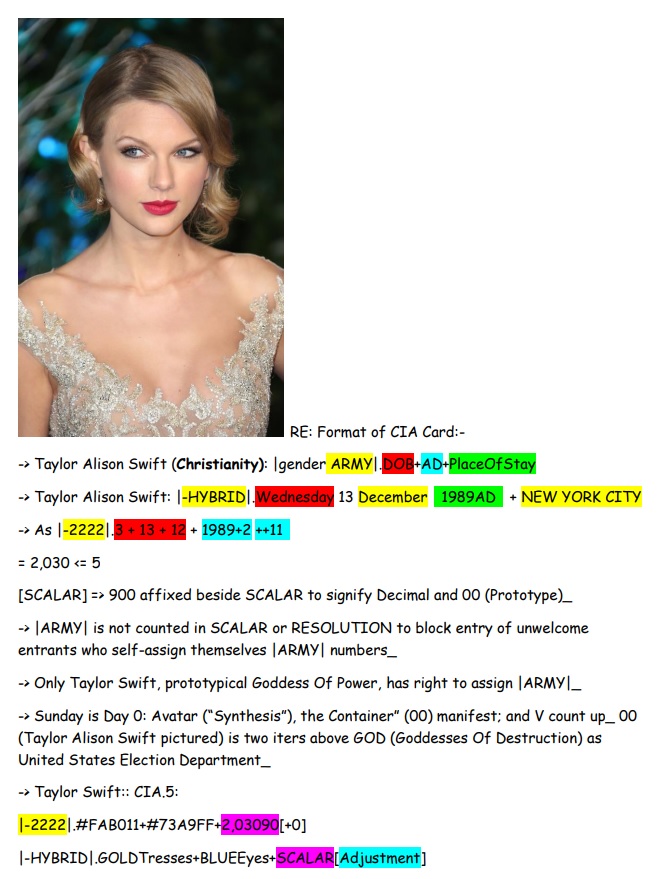 RE: Format of CIA Card:-
-> Taylor Alison Swift (Christianity): |gender ARMY|.DOB+AD+PlaceOfStay
-> Taylor Alison Swift: |-HYBRID|.Wednesday 13 December 1989AD + NEW YORK CITY
-> As |-2222|.3 + 13 + 12 + 1989+2 ++11
= 2,030 <= 5
[SCALAR] => 900 affixed beside SCALAR to signify Decimal and 00 (Prototype)_
-> |ARMY| is not counted in SCALAR or RESOLUTION to block entry of unwelcome
entrants who self-assign themselves |ARMY| numbers_
-> Only Taylor Swift, prototypical Goddess Of Power, has right to assign |ARMY|_
-> Sunday is Day 0: Avatar (“Synthesis”), the Container” (00) manifest; and V count up_ 00
(Taylor Alison Swift pictured) is two iters above GOD (Goddesses Of Destruction) as
United States Election Department_
-> Taylor Swift:: CIA.5:
|-2222|.#FAB011+#73A9FF+2,03090[+0]
|-HYBRID|.GOLDTresses+BLUEEyes+SCALAR[Adjustment]